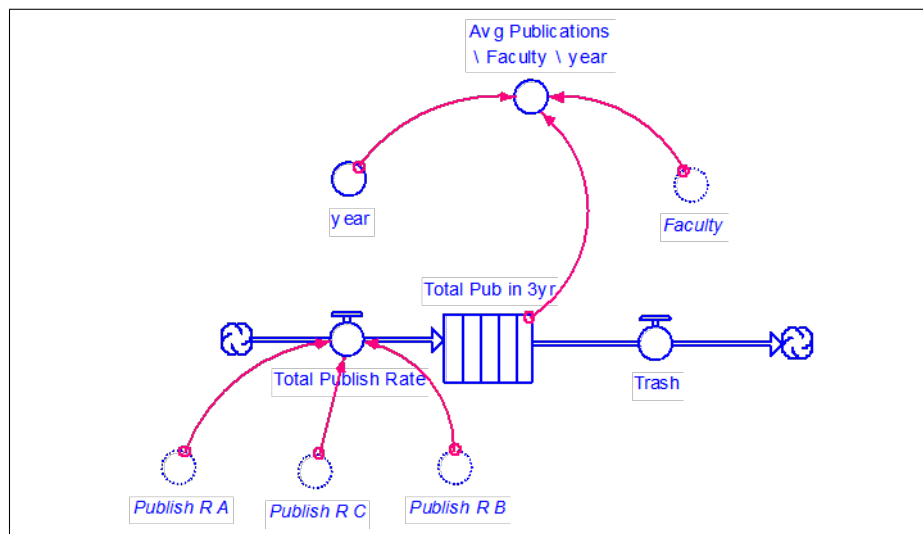 Avg Publications
\ Faculty \ year
year
Faculty
Total Pub in 3yr
Total Publish Rate
Trash
Publish R A
Publish R C
Publish R B